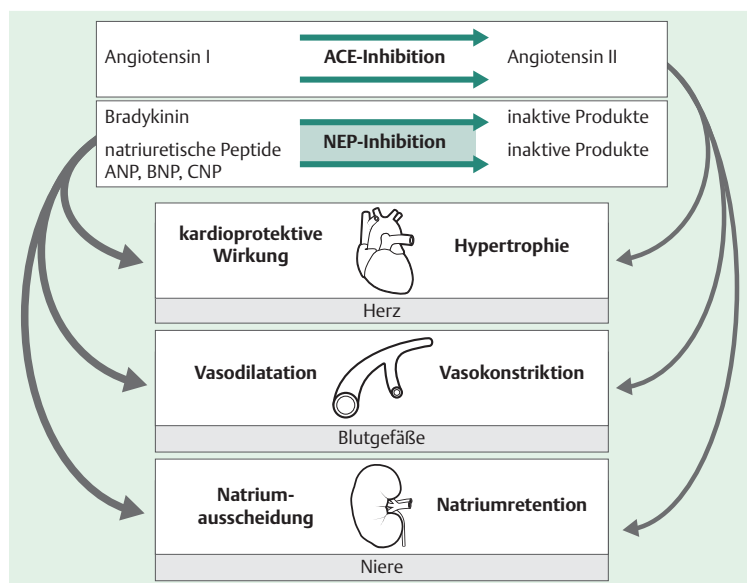 Angiotensin I
ACE-Inhibition
Angiotensin II
Bradykinin
inaktive Produkte
NEP-Inhibition
natriuretische Peptide
inaktive Produkte
ANP, BNP, CNP
kardioprotektive
Wirkung
Hypertrophie
Herz
Vasodilatation
Vasokonstriktion
Blutgefäße
Natrium-
ausscheidung
Natriumretention
Niere